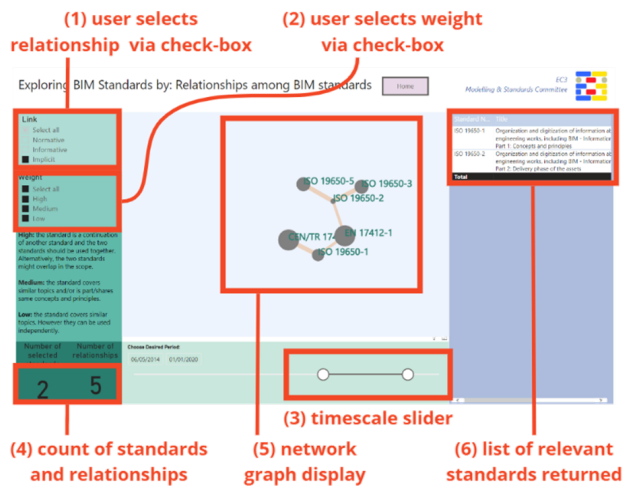 (1) user selects
relationship via check-box
(2) user selects weight
via check-box
Exploring BIM Standards by: Relationships among BIM standards
Home
EC3
Modelling & Standards Committee
Link
Select all
Normative
Informative
Implicit
Weight
Select all
High
Medium
Low
High: the standard is a continuation
of another standard and the two
standards should be used together.
Alternatively, the two standards
might overlap in the scope.
Medium: the standard covers
similar topics and/or is part/shares
same concepts and principles.
Low: the standard covers similar
topics. However they can be used
independently.
Number of
selected
Number of
relationships
2
5
ISO 19650-5
ISO 19650-3
ISO 19650-2
CEN/TR 17
EN 17412-1
ISO 19650-1
Standard N... Title
ISO 19650-1 Organization and digitization of information ab
engineering works, including BIM - Information
Part 1: Concepts and principles
ISO 19650-2 Organization and digitization of information ab
engineering works, including BIM - Information
Part 2: Delivery phase of the assets
Total
Choose Desired Period:
06/05/2014 01/01/2020
(3) timescale slider
(4) count of standards
and relationships
(5) network
graph display
(6) list of relevant
standards returned